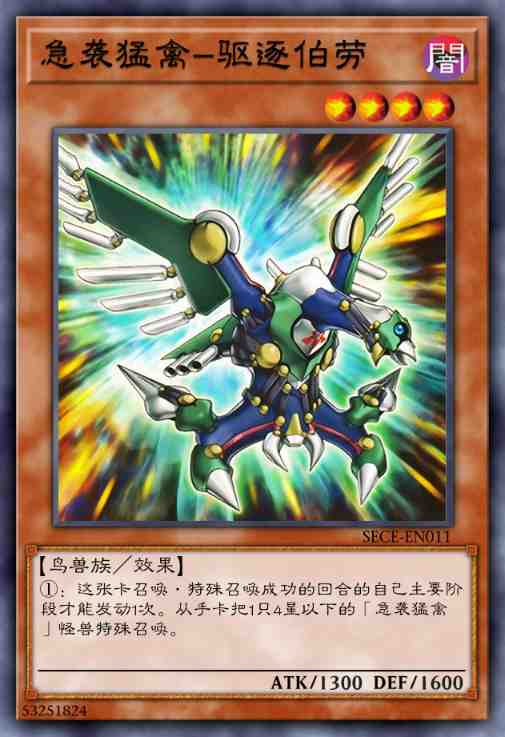 急袭猛禽-驱逐伯劳
闇
SECE-EN011
【鸟兽族／效果】
①：这张卡召唤·特殊召唤成功的回合的自己主要阶
段才能发动1次。从手卡把1只4星以下的「急袭猛禽
」怪兽特殊召唤。
ATK/1300 DEF/1600
53251824